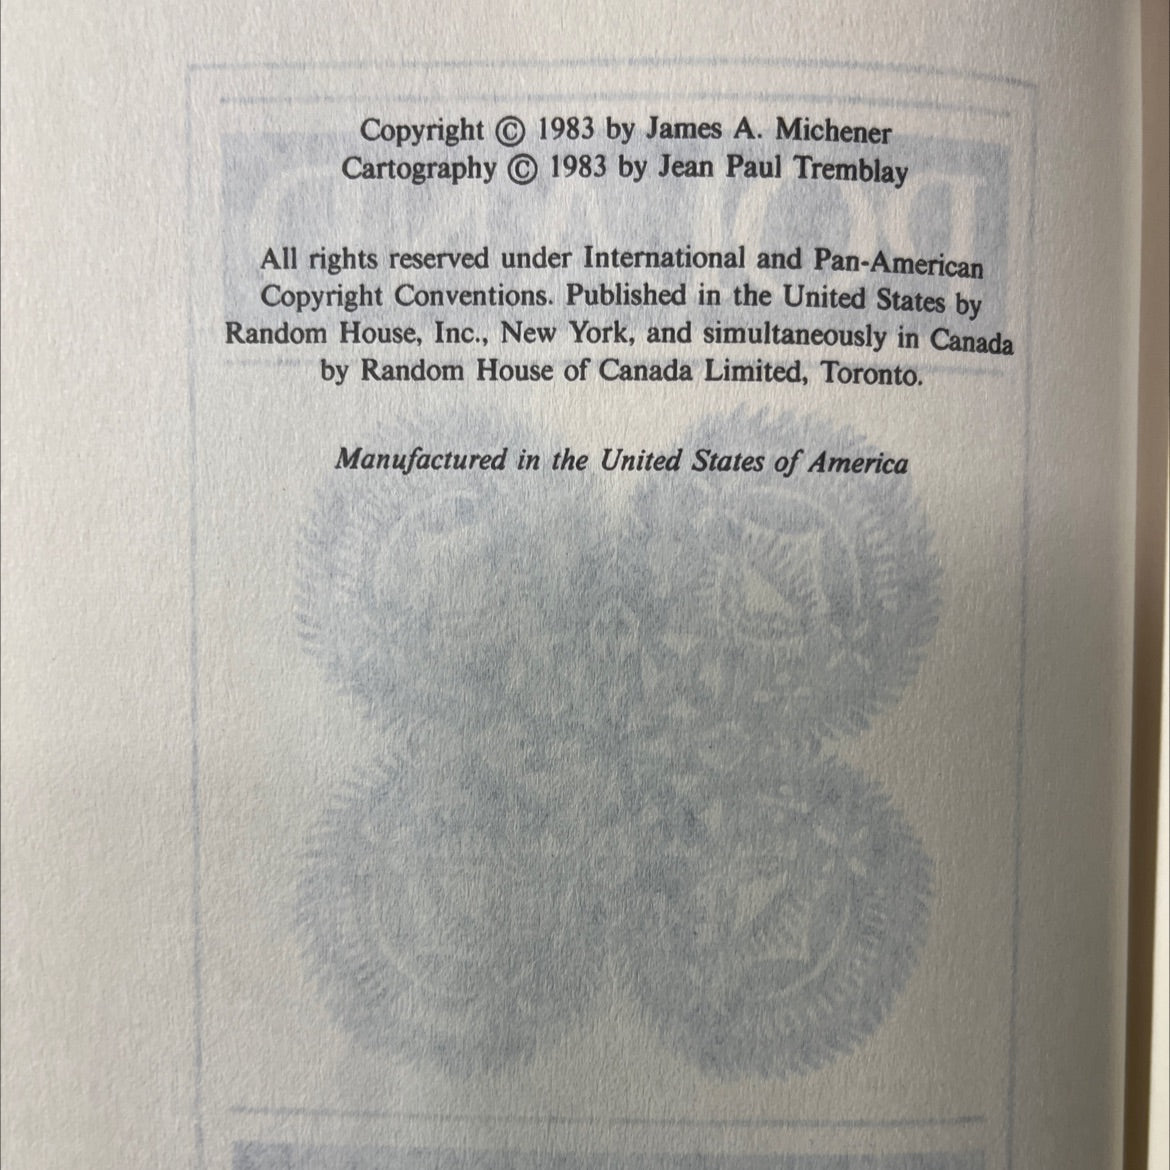 Copyright © 1983 by James A. Michener
Cartography © 1983 by Jean Paul Tremblay
All rights reserved under International and Pan-American
Copyright Conventions. Published in the United States by
Random House, Inc., New York, and simultaneously in Canada
by Random House of Canada Limited, Toronto.
Manufactured in the United States of America